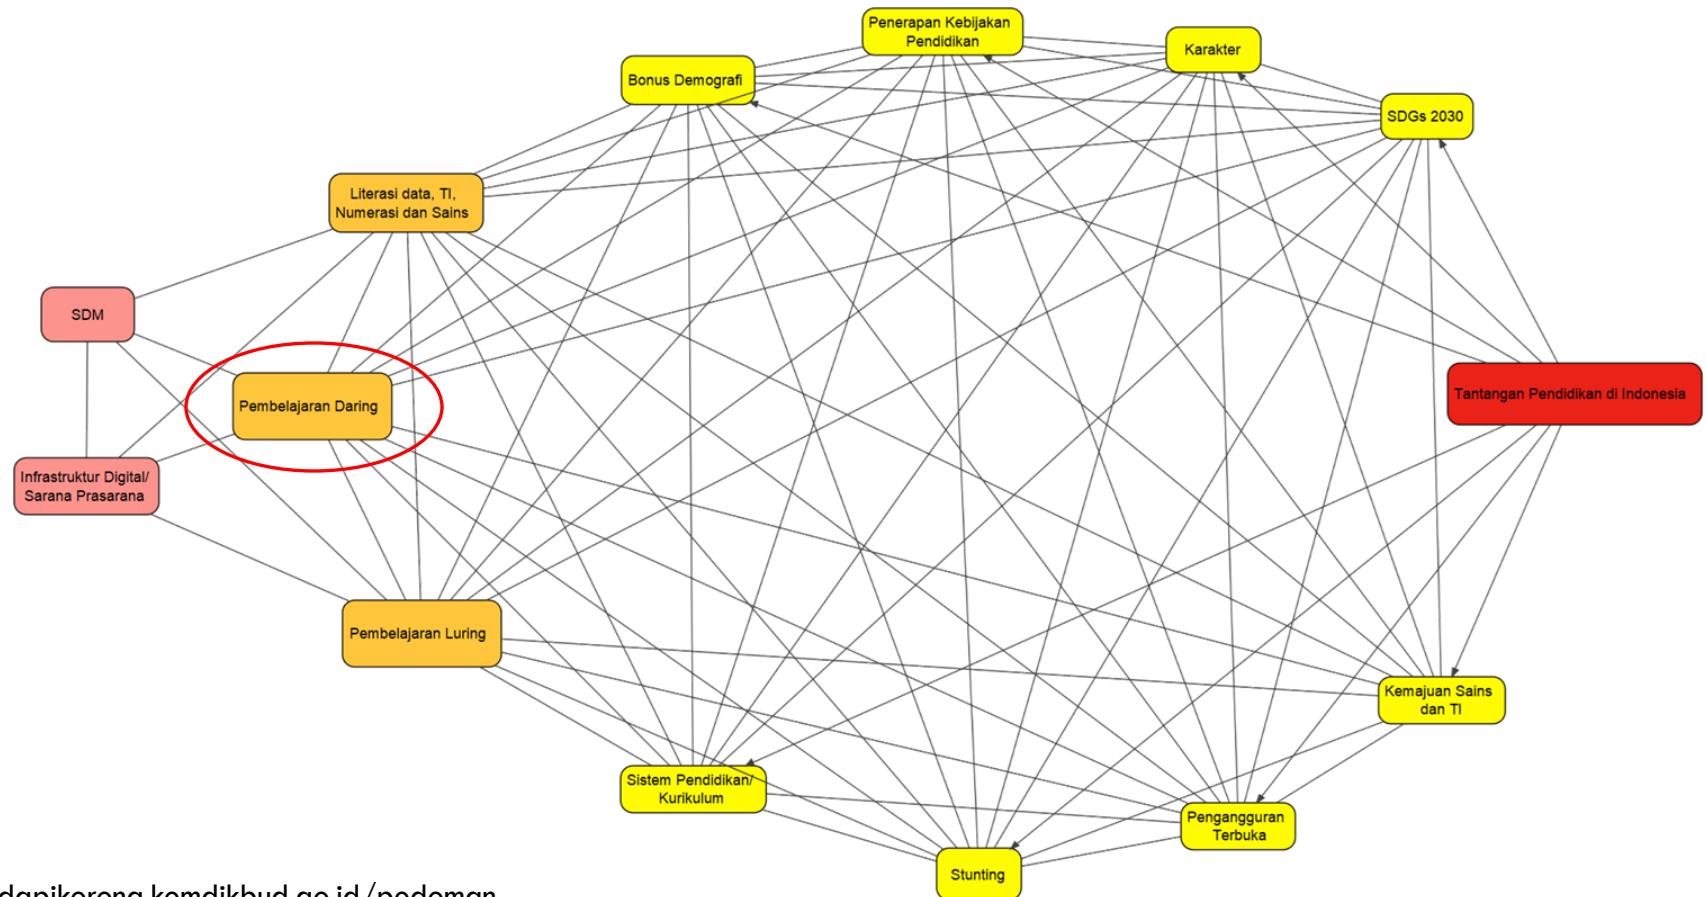 Penerapan Kebijakan
Pendidikan
Karakter
Bonus Demografi
SDGs 2030
Literasi data, TI,
Numerasi dan Sains
SDM
Tantangan Pendidikan di Indonesia
Pembelajaran Daring
Infrastruktur Digital/
Sarana Prasarana
Pembelajaran Luring
Kemajuan Sains
dan TI
Sistem Pendidikan/
Kurikulum
Pengangguran
Terbuka
Stunting